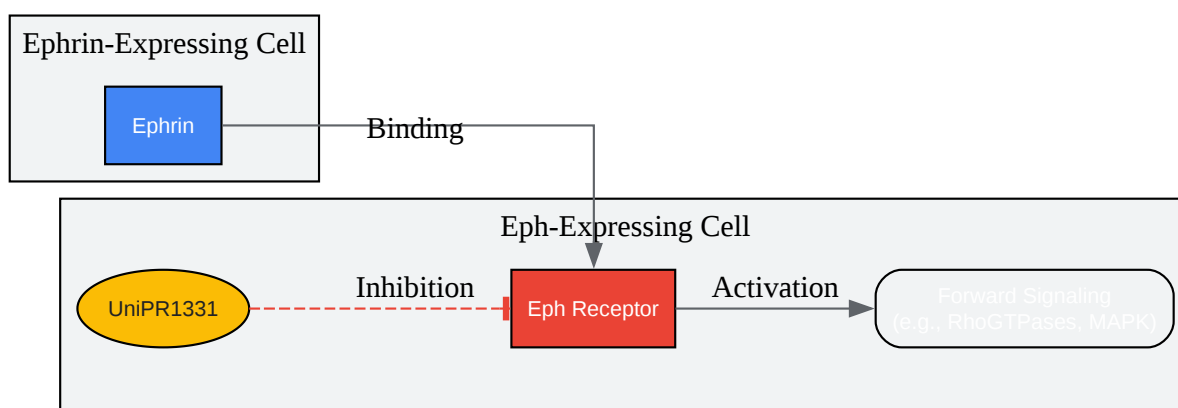 Ephrin-Expressing Cell
Ephrin
Binding
Eph-Expressing Cell
UniPR1331
Inhibition
Eph Receptor
Activation
Forward Signaling
(e.g., RhoGTPases, MAPK)